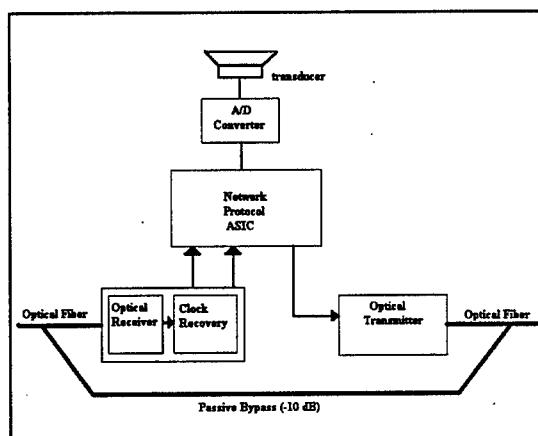 transducer
A/D
Converter
Network
Protocol
ASIC
Optical Fiber
Optical
Receiver
Clock
Recovery
Optical
Transmitter
Optical Fiber
Passive Bypass (-10 dB)